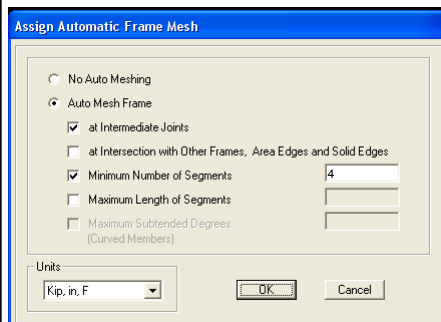 Assign Automatic Frame Mesh
No Auto Meshing
Auto Mesh Frame
at Intermediate Joints
at Intersection with Other Frames, Area Edges and Solid Edges
Minimum Number of Segments 4
Maximum Length of Segments
Maximum Subtended Degrees
(Curved Members)
Units
Kip, in, F OK Cancel